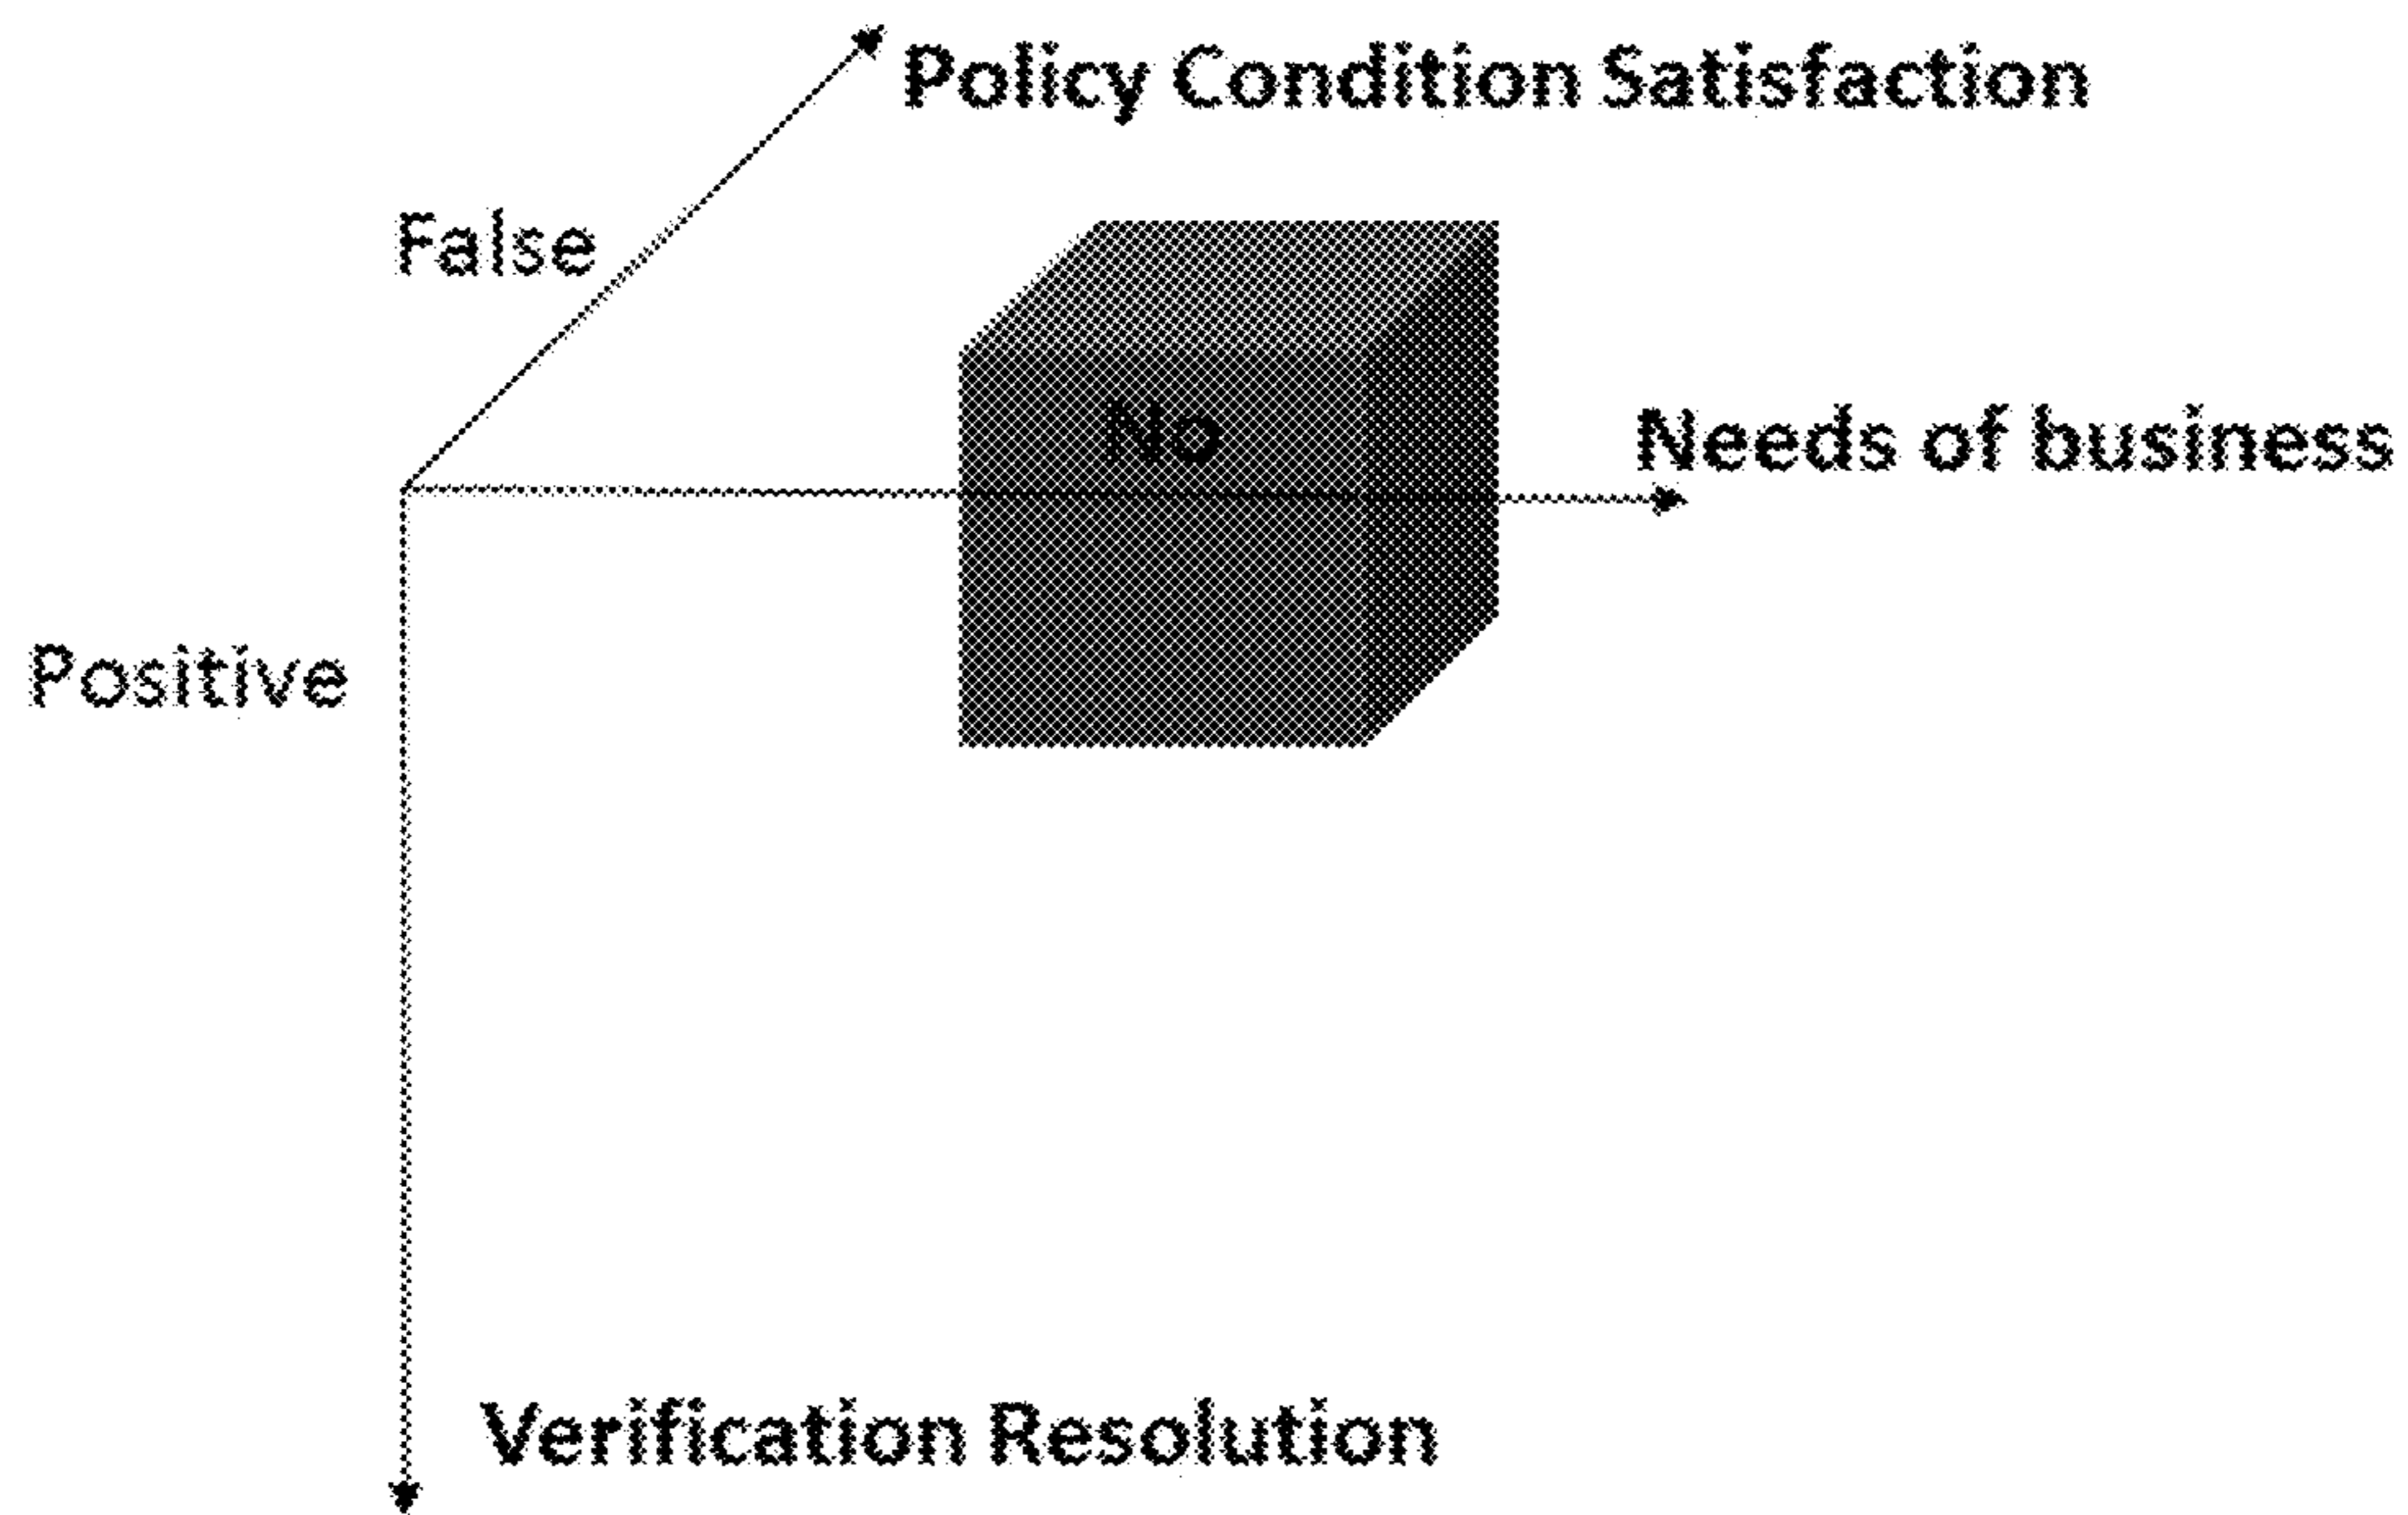 Policy Condition Satisfaction
False
No
Needs of business
Positive
Verification Resolution